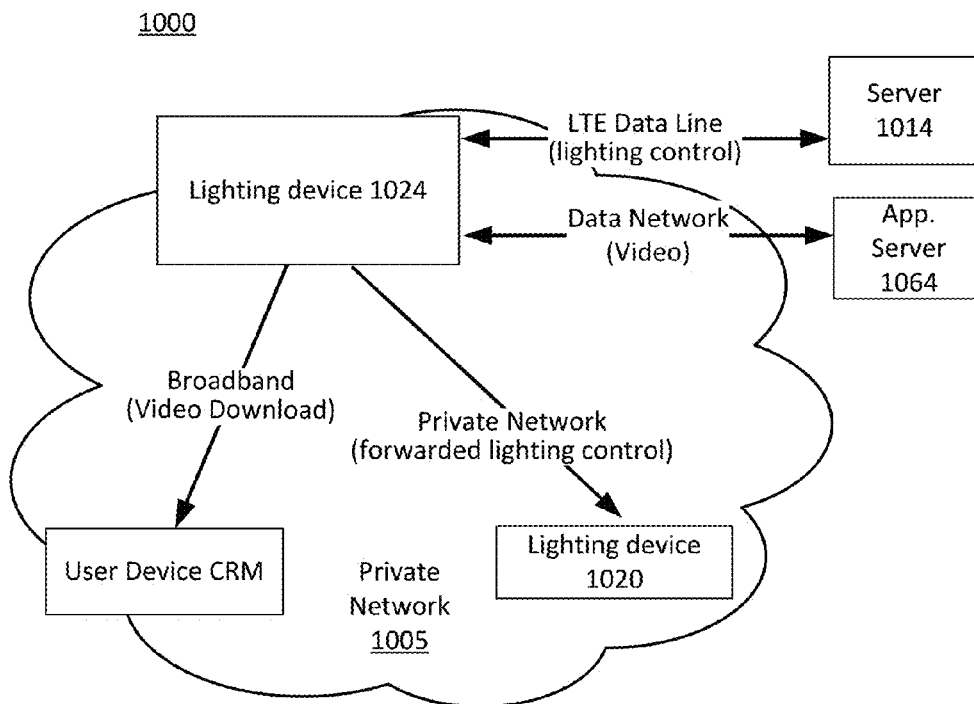 1000
Server
1014
LTE Data Line
(lighting control)
Lighting device 1024
Data Network
(Video)
App.
Server
1064
Broadband
(Video Download)
Private Network
(forwarded lighting control)
User Device CRM
Private
Network
1005
Lighting device
1020